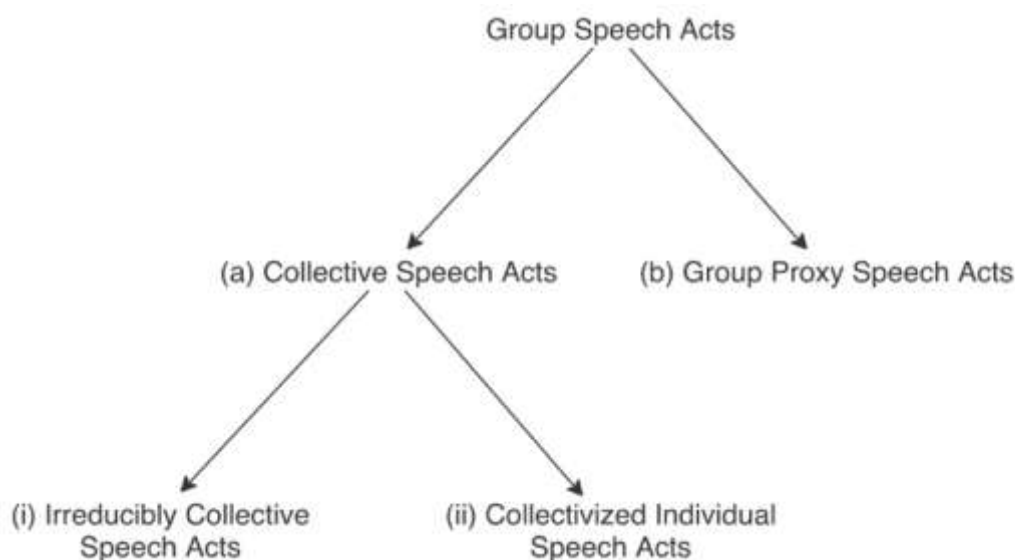 Group Speech Acts
(a) Collective Speech Acts
(b) Group Proxy Speech Acts
(i) Irreducibly Collective
Speech Acts
(ii) Collectivized Individual
Speech Acts